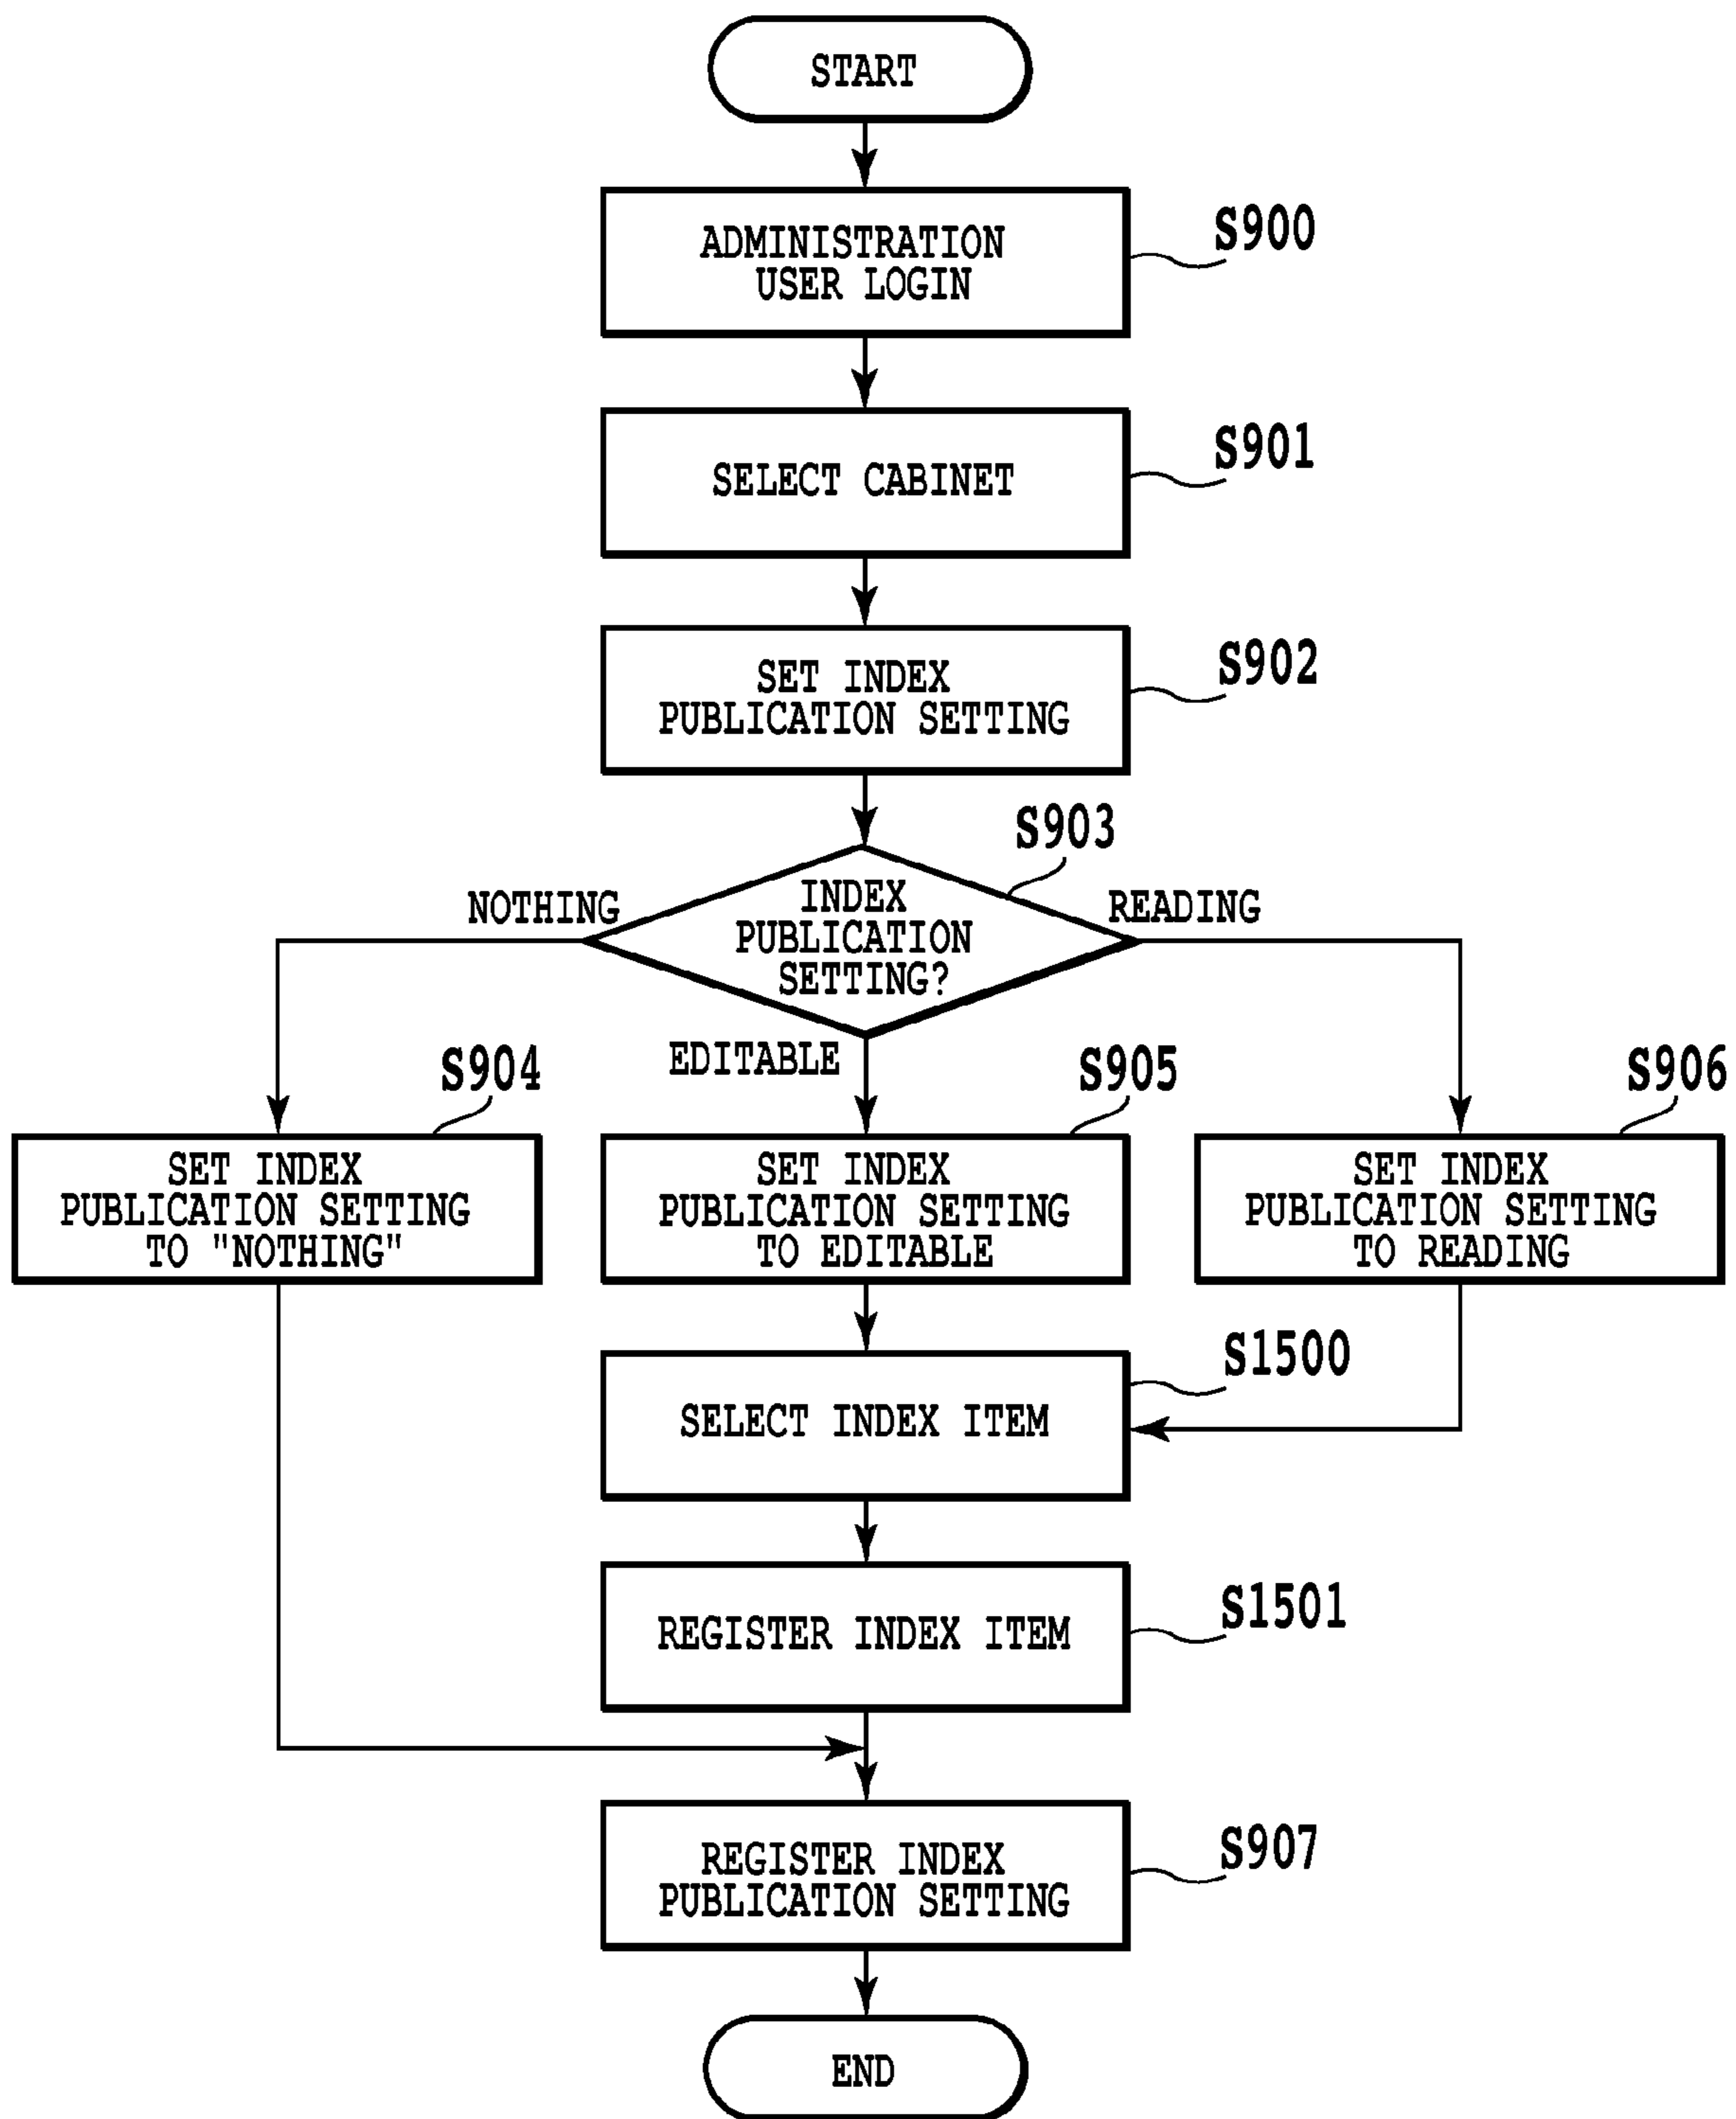 START
ADMINISTRATION
USER LOGIN
S900
SELECT CABINET
S901
SET INDEX
PUBLICATION SETTING
S902
S903
INDEX
PUBLICATION
SETTING?
NOTHING
READING
EDITABLE
S904
SET INDEX
PUBLICATION SETTING
TO "NOTHING"
S905
SET INDEX
PUBLICATION SETTING
TO EDITABLE
S906
SET INDEX
PUBLICATION SETTING
TO READING
SELECT INDEX ITEM
S1500
REGISTER INDEX ITEM
S1501
REGISTER INDEX
PUBLICATION SETTING
S907
END